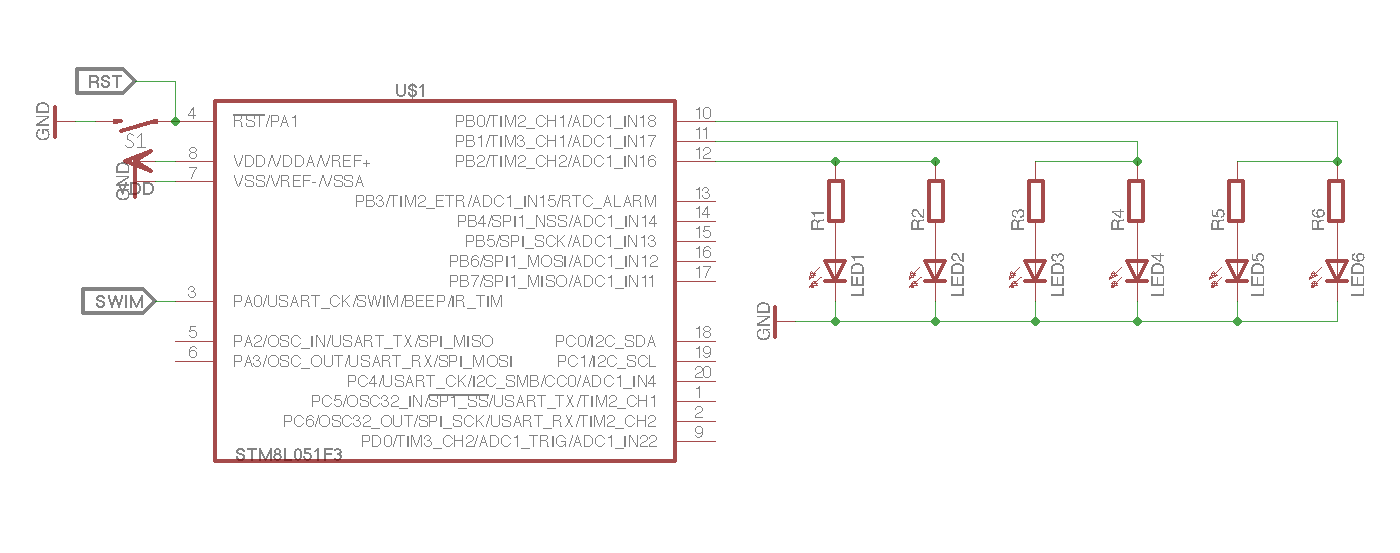 RST
GND
S1
GND
VDD
SWIM
U$1
4 RST/PA1
8 VDD/VDDA/VREF+
7 VSS/VREF-/VSSA
3 PA0/USART_CK/SWIM/BEEP/IR_TIM
5 PA2/OSC_IN/USART_TX/SPI_MISO
6 PA3/OSC_OUT/USART_RX/SPI_MOSI
PB0/TIM2_CH1/ADC1_IN18 10
PB1/TIM3_CH1/ADC1_IN17 11
PB2/TIM2_CH2/ADC1_IN16 12
PB3/TIM2_ETR/ADC1_IN15/RTC_ALARM 13
PB4/SPI1_NSS/ADC1_IN14 14
PB5/SPI_SCK/ADC1_IN13 15
PB6/SPI1_MOSI/ADC1_IN12 16
PB7/SPI1_MISO/ADC1_IN11 17
PC0/I2C_SDA 18
PC1/I2C_SCL 19
PC4/USART_CK/I2C_SMB/CC0/ADC1_IN4 20
PC5/OSC32_IN/SP1_SS/USART_TX/TIM2_CH1 1
PC6/OSC32_OUT/SPI_SCK/USART_RX/TIM2_CH2 2
PD0/TIM3_CH2/ADC1_TRIG/ADC1_IN22 9
STM8L051F3
R1
R2
R3
R4
R5
R6
LED1
LED2
LED3
LED4
LED5
LED6
GND